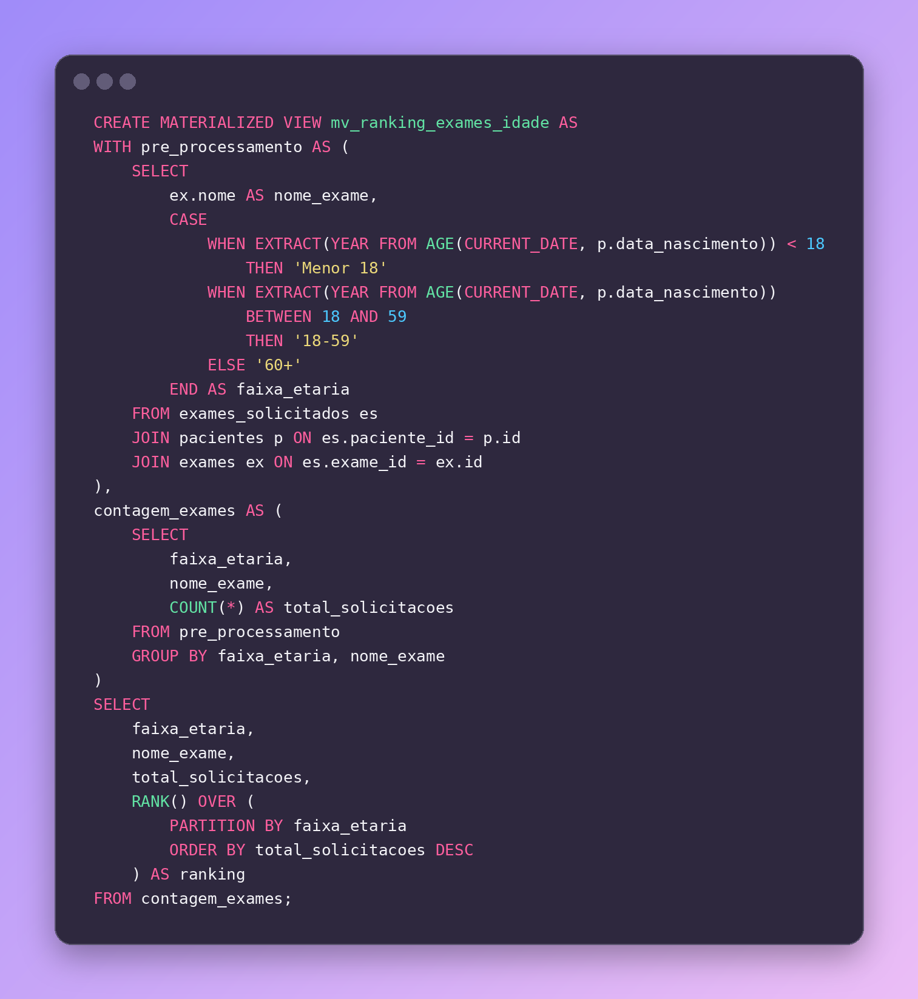 CREATE MATERIALIZED VIEW mv_ranking_exames_idade AS
WITH pre_processamento AS (
    SELECT
        ex.nome AS nome_exame,
        CASE
            WHEN EXTRACT(YEAR FROM AGE(CURRENT_DATE, p.data_nascimento)) < 18
                THEN 'Menor 18'
            WHEN EXTRACT(YEAR FROM AGE(CURRENT_DATE, p.data_nascimento))
                BETWEEN 18 AND 59
                THEN '18-59'
            ELSE '60+'
        END AS faixa_etaria
    FROM exames_solicitados es
    JOIN pacientes p ON es.paciente_id = p.id
    JOIN exames ex ON es.exame_id = ex.id
),
contagem_exames AS (
    SELECT
        faixa_etaria,
        nome_exame,
        COUNT(*) AS total_solicitacoes
    FROM pre_processamento
    GROUP BY faixa_etaria, nome_exame
)
SELECT
    faixa_etaria,
    nome_exame,
    total_solicitacoes,
    RANK() OVER (
        PARTITION BY faixa_etaria
        ORDER BY total_solicitacoes DESC
    ) AS ranking
FROM contagem_exames;